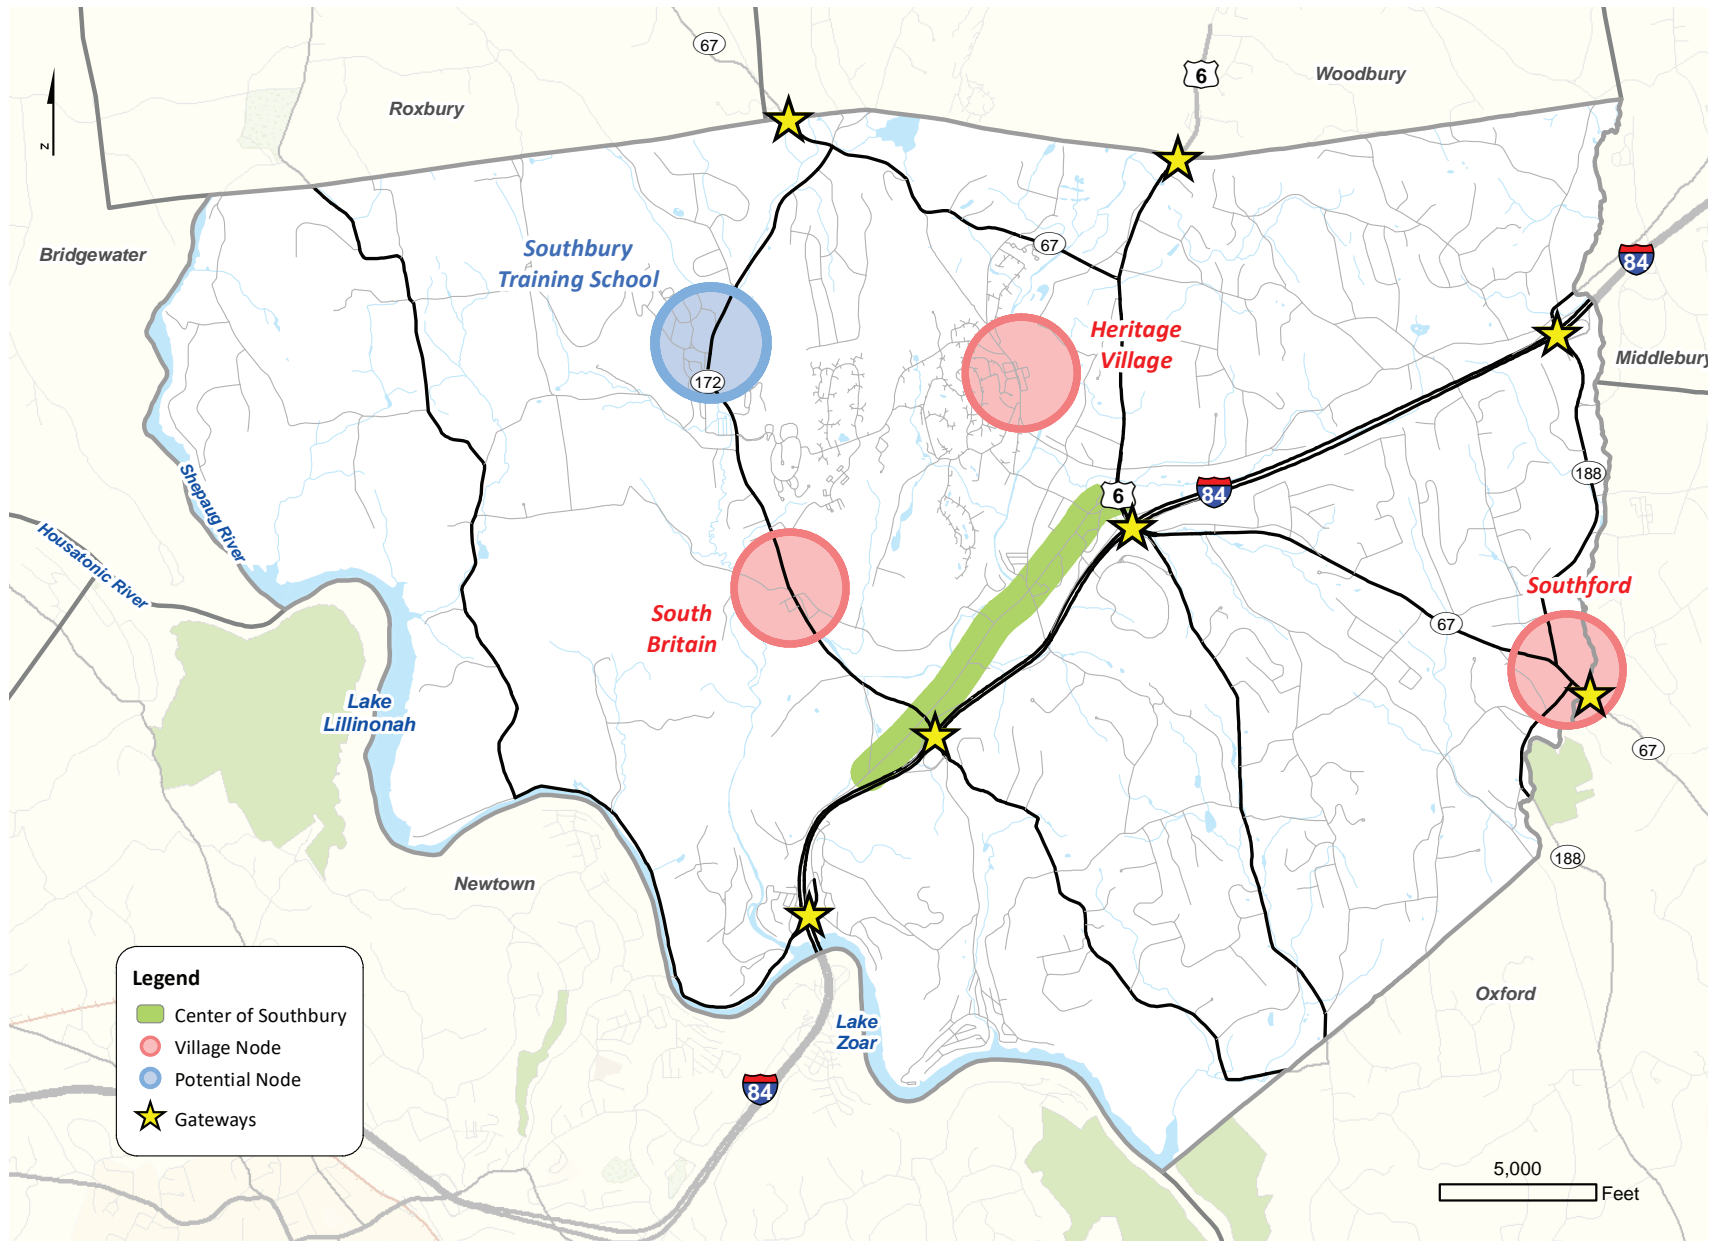 67
6
Woodbury
Roxbury
N
67
Bridgewater
Southbury
Training School
84
Heritage
Village
Middlebury
172
188
6
84
Shepaug River
Housatonic River
Southford
South
Britain
67
Lake
Lillinonah
67
188
Newtown
Oxford
Lake
Zoar
84
Legend
Center of Southbury
Village Node
Potential Node
Gateways
5,000
Feet